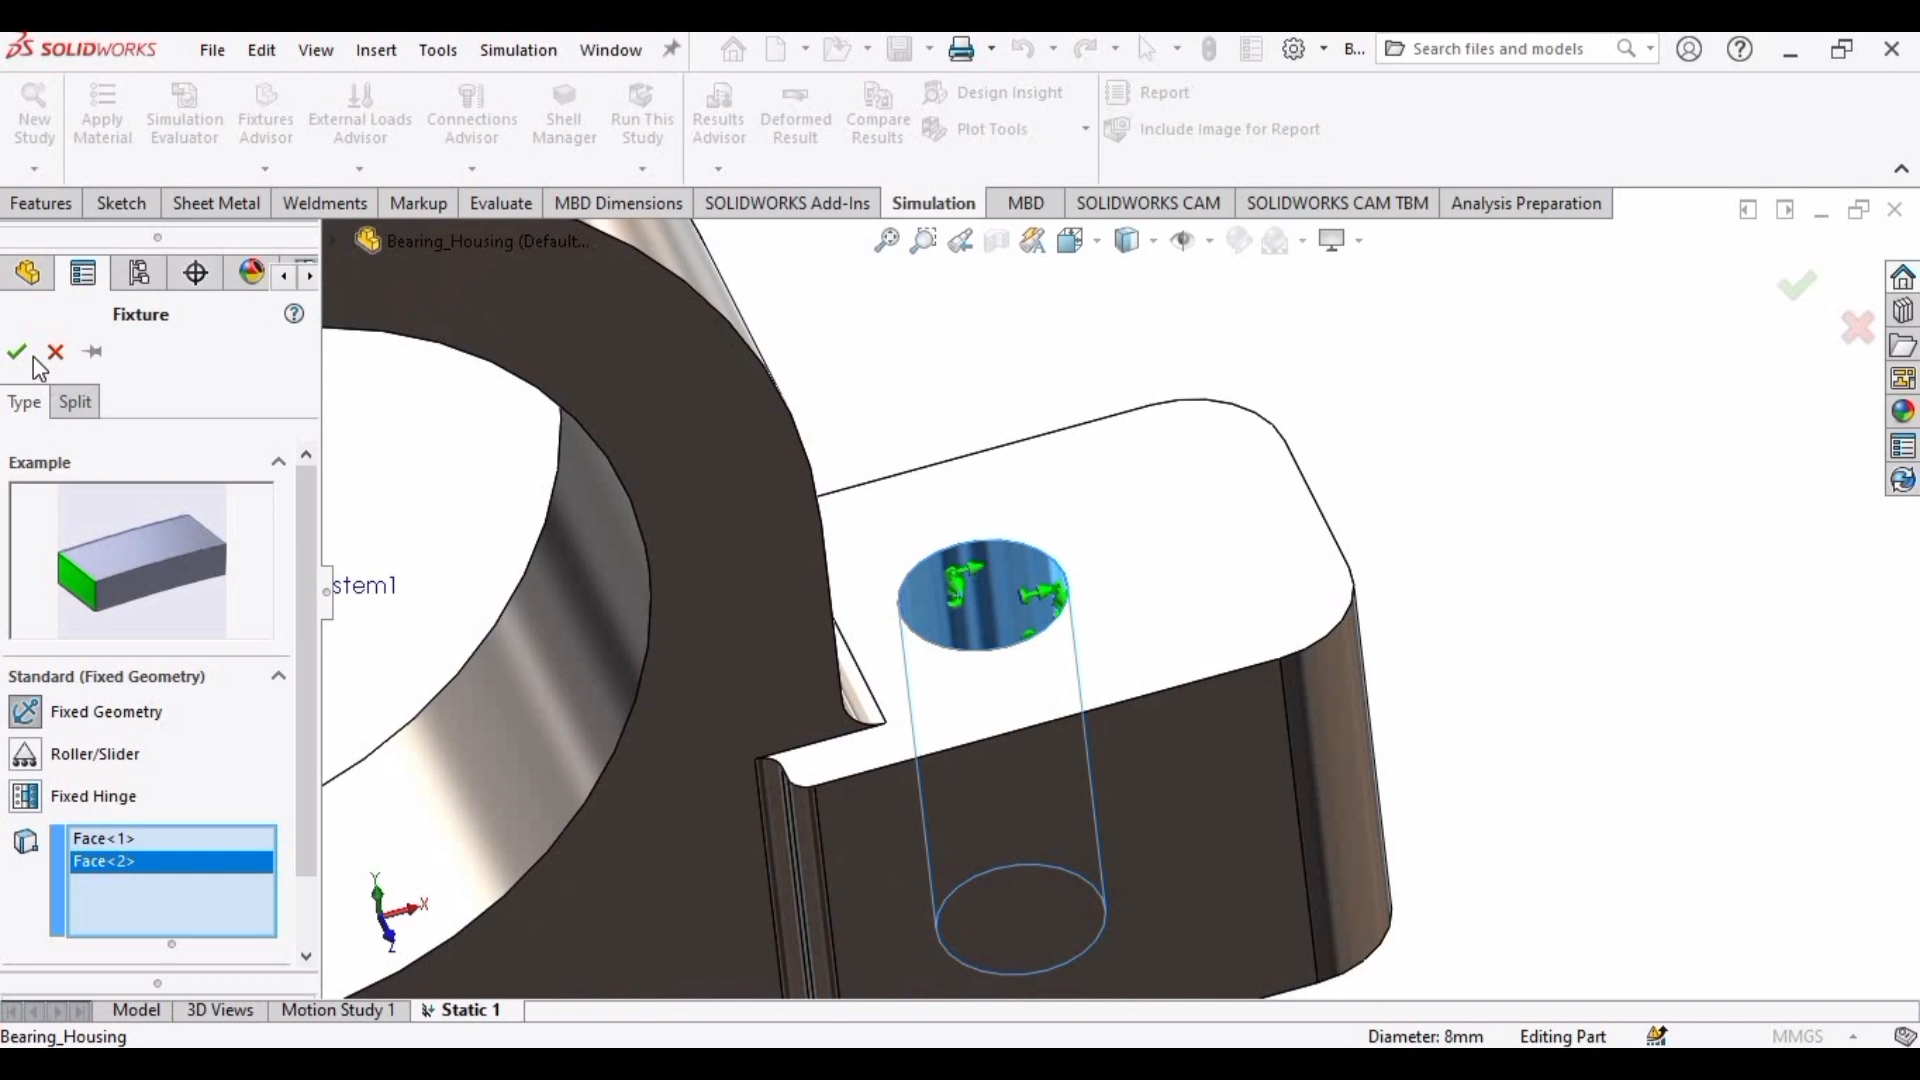 SOLIDWORKS File Edit View Insert Tools Simulation Window B... Search files and models
New Study
Apply Material
Simulation Evaluator
Fixtures Advisor
External Loads Advisor
Connections Advisor
Shell Manager
Run This Study
Results Advisor
Deformed Result
Compare Results
Design Insight
Plot Tools
Report
Include Image for Report
Features Sketch Sheet Metal Weldments Markup Evaluate MBD Dimensions SOLIDWORKS Add-Ins Simulation MBD SOLIDWORKS CAM SOLIDWORKS CAM TBM Analysis Preparation
Bearing_Housing (Default...
Fixture
Type Split
Example
stem1
Standard (Fixed Geometry)
Fixed Geometry
Roller/Slider
Fixed Hinge
Face<1>
Face<2>
Y
X
Z
Model 3D Views Motion Study 1 Static 1
Bearing_Housing Diameter: 8mm Editing Part MMGS